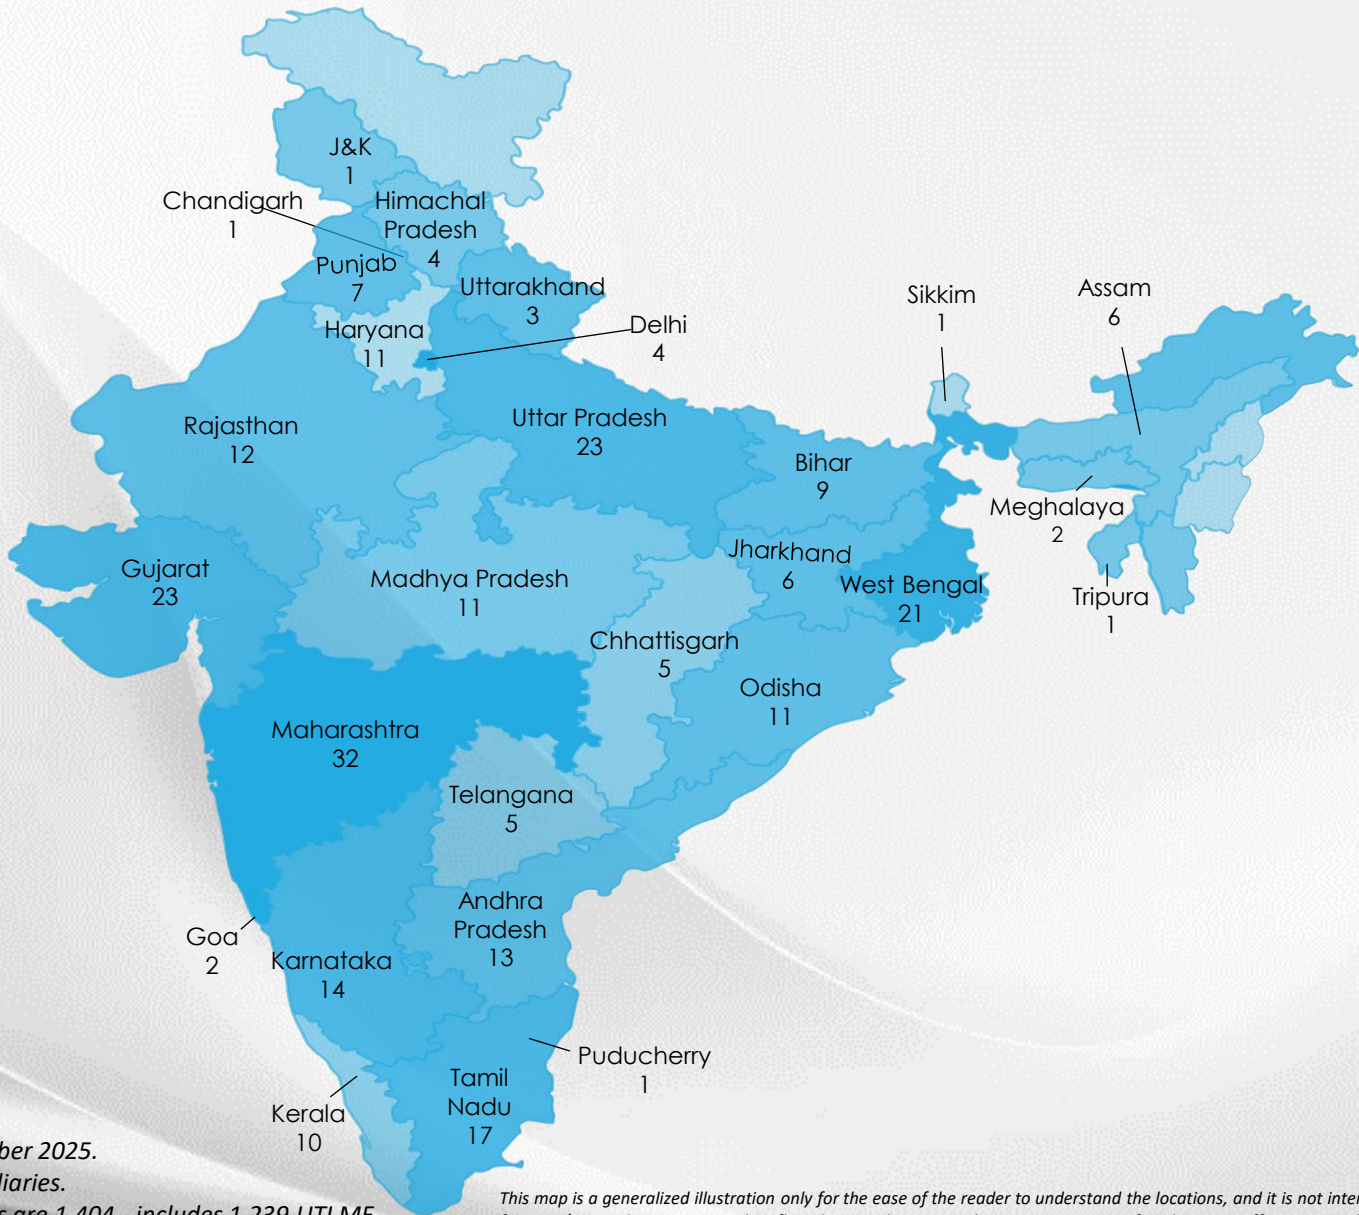 J&K
1
Chandigarh
1
Himachal
Pradesh
4
Punjab
7
Uttarakhand
3
Haryana
11
Delhi
4
Sikkim
1
Assam
6
Rajasthan
12
Uttar Pradesh
23
Bihar
9
Meghalaya
2
Gujarat
23
Madhya Pradesh
11
Jharkhand
6
West Bengal
21
Tripura
1
Chhattisgarh
5
Odisha
11
Maharashtra
32
Telangana
5
Andhra
Pradesh
13
Goa
2
Karnataka
14
Puducherry
1
Tamil
Nadu
17
Kerala
10
ber 2025.
diaries.
are 1,404 - includes 1,239 UTI MF
This map is a generalized illustration only for the ease of the reader to understand the locations, and it is not inten